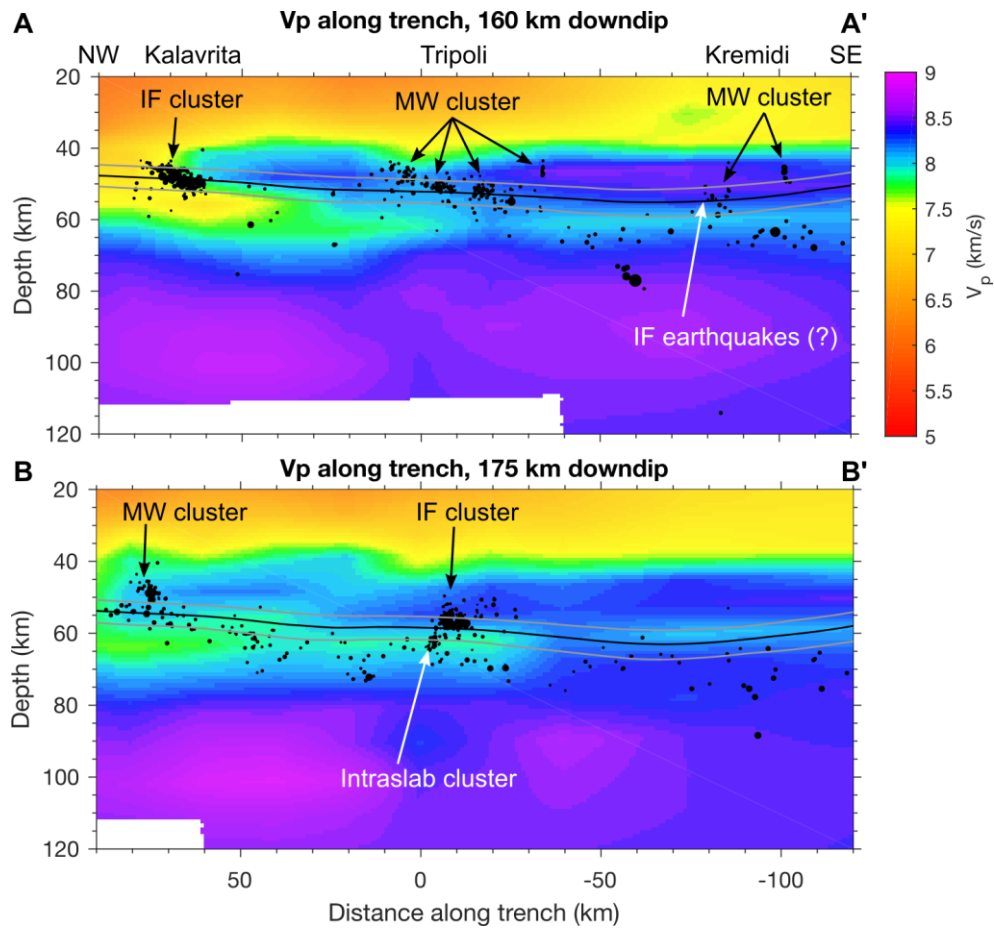 A Vp along trench, 160 km downdip A'
NW Kalavrita Tripoli Kremidi SE
IF cluster MW cluster MW cluster
IF earthquakes (?)
20
40
60
80
100
120
Depth (km)
9
8.5
8
7.5
7
6.5
6
5.5
5
Vp (km/s)
B Vp along trench, 175 km downdip B'
MW cluster IF cluster
Intraslab cluster
20
40
60
80
100
120
Depth (km)
50 0 -50 -100
Distance along trench (km)